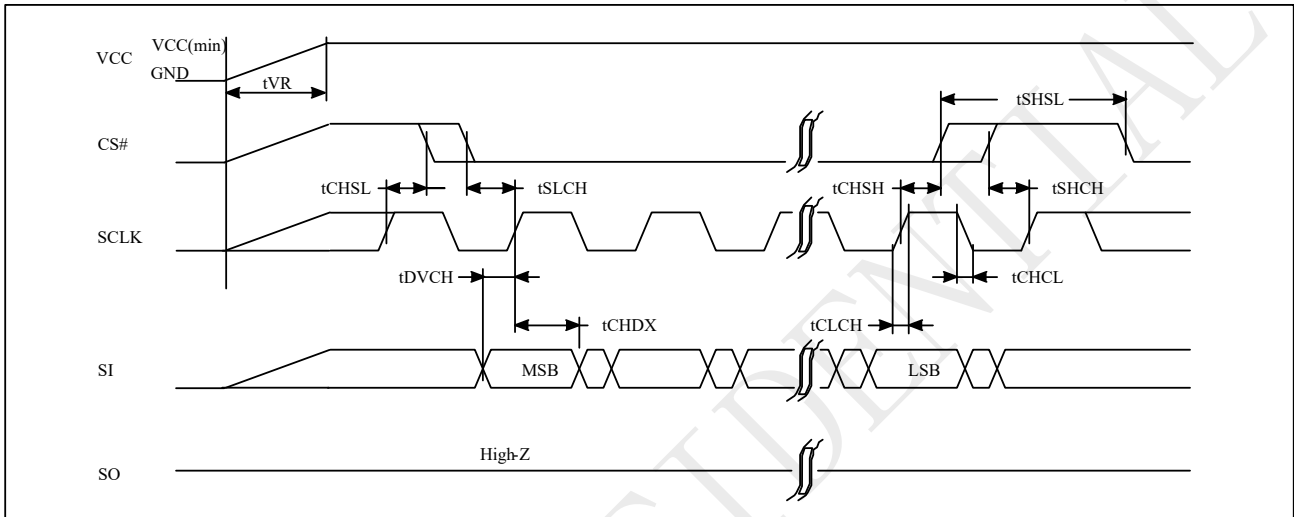 VCC
VCC(min)
GND
tVR
tSHSL
CS#
tCHSL
tSLCH
tCHSH
tSHCH
SCLK
tDVCH
tCHCL
tCHDX
tCLCH
SI
MSB
LSB
High-Z
SO